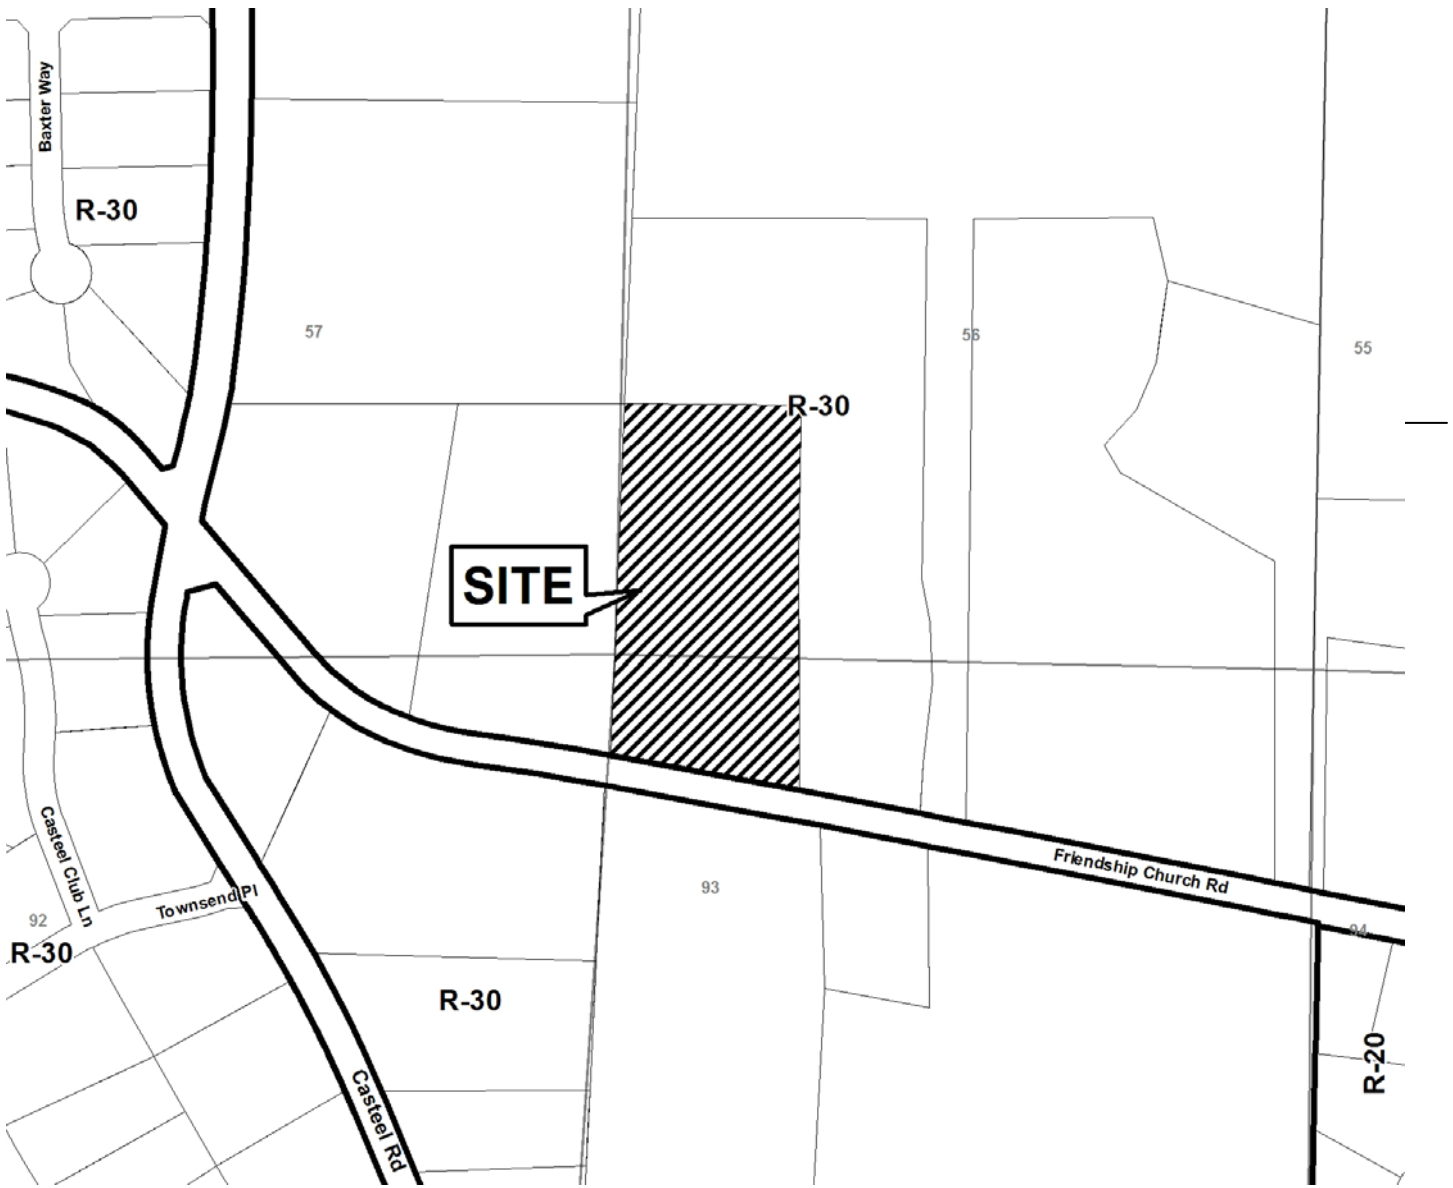 Baxter Way
R-30
57
56
55
R-30
SITE
Friendship Church Rd
Casteel Club Ln
Townsend Pl
93
92
94
R-30
R-30
R-20
Casteel Rd